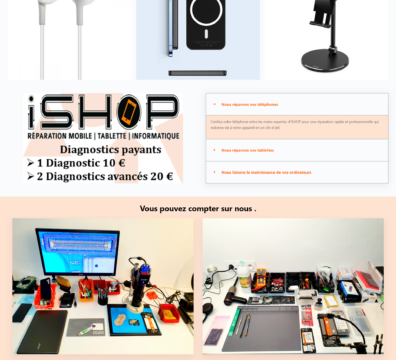 iSHOP
RÉPARATION MOBILE | TABLETTE | INFORMATIQUE
Diagnostics payants
➢ 1 Diagnostic 10 €
➢ 2 Diagnostics avancés 20 €
Nous réparons vos téléphones
Confiez votre téléphone entre les mains expertes d'ISHOP pour une réparation rapide et professionnelle qui
redonne vie à votre appareil en un clin d'œil.
Nous réparons vos tablettes
Nous faisons la maintenance de vos ordinateurs
Vous pouvez compter sur nous .